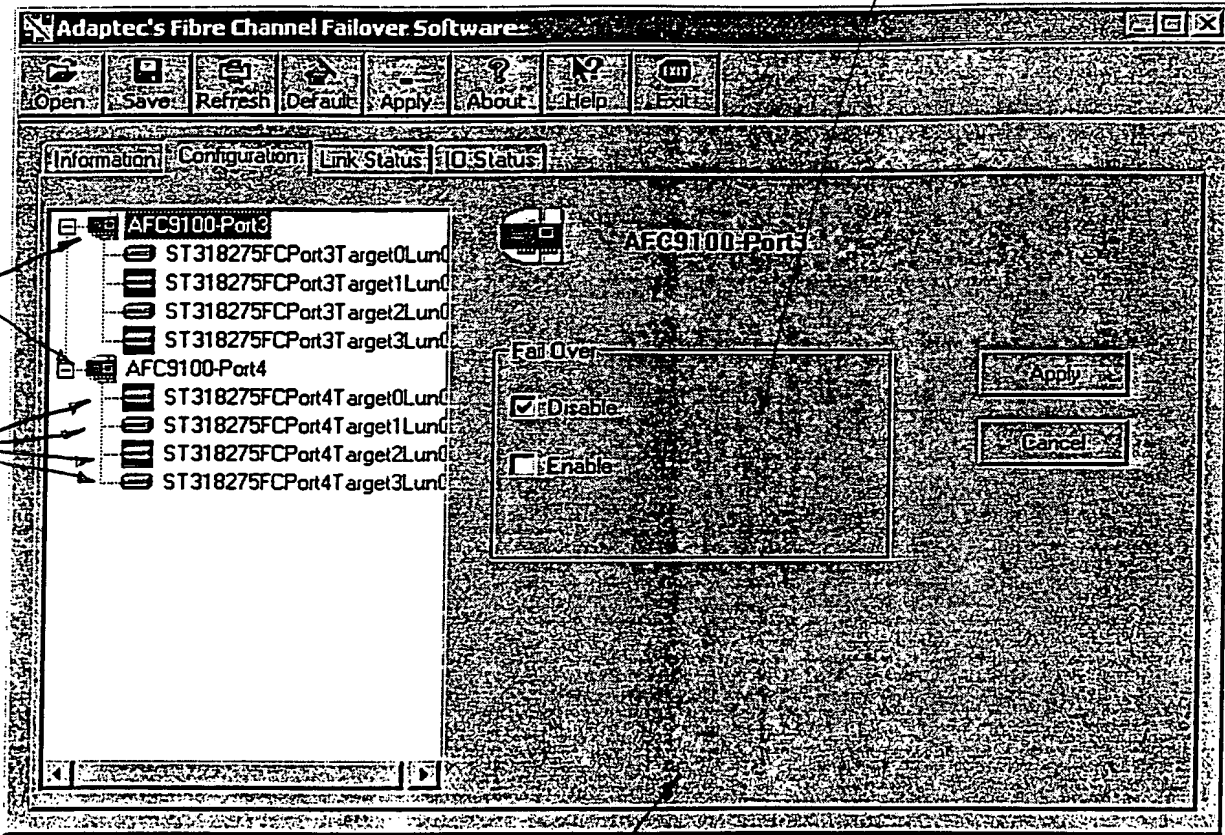 Adaptec's Fibre Channel Failover Software
Open Save Refresh Default Apply About Help Exit
Information Configuration Link Status IO Status
AFC9100-Port3
ST318275FCPort3Target0Lun0
ST318275FCPort3Target1Lun0
ST318275FCPort3Target2Lun0
ST318275FCPort3Target3Lun0
AFC9100-Port4
ST318275FCPort4Target0Lun0
ST318275FCPort4Target1Lun0
ST318275FCPort4Target2Lun0
ST318275FCPort4Target3Lun0
AFC9100-Port3
Fail Over
Disable
Enable
Apply
Cancel